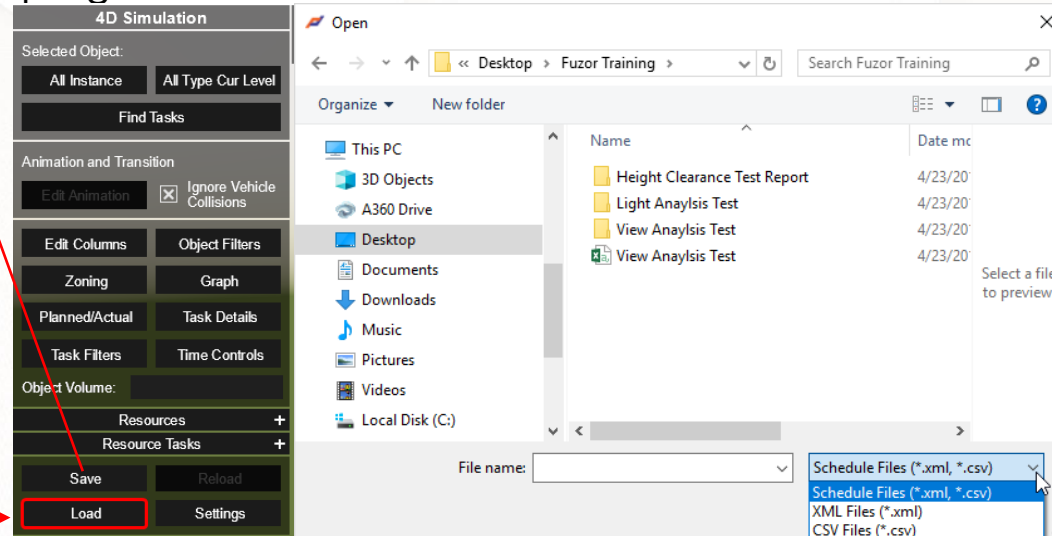 4D Simulation
Selected Object:
All Instance All Type Cur Level
Find Tasks
Animation and Transition
Edit Animation Ignore Vehicle Collisions
Edit Columns Object Filters
Zoning Graph
Planned/Actual Task Details
Task Filters Time Controls
Object Volume:
Resources +
Resource Tasks +
Save Reload
Load Settings
Open
« Desktop › Fuzor Training › Search Fuzor Training
Organize New folder
This PC
3D Objects
A360 Drive
Desktop
Documents
Downloads
Music
Pictures
Videos
Local Disk (C:)
Name Date mo
Height Clearance Test Report 4/23/20
Light Anaylsis Test 4/23/20
View Anaylsis Test 4/23/20
View Anaylsis Test 4/23/20
Select a file
to preview
File name: Schedule Files (*.xml, *.csv)
Schedule Files (*.xml, *.csv)
XML Files (*.xml)
CSV Files (*.csv)